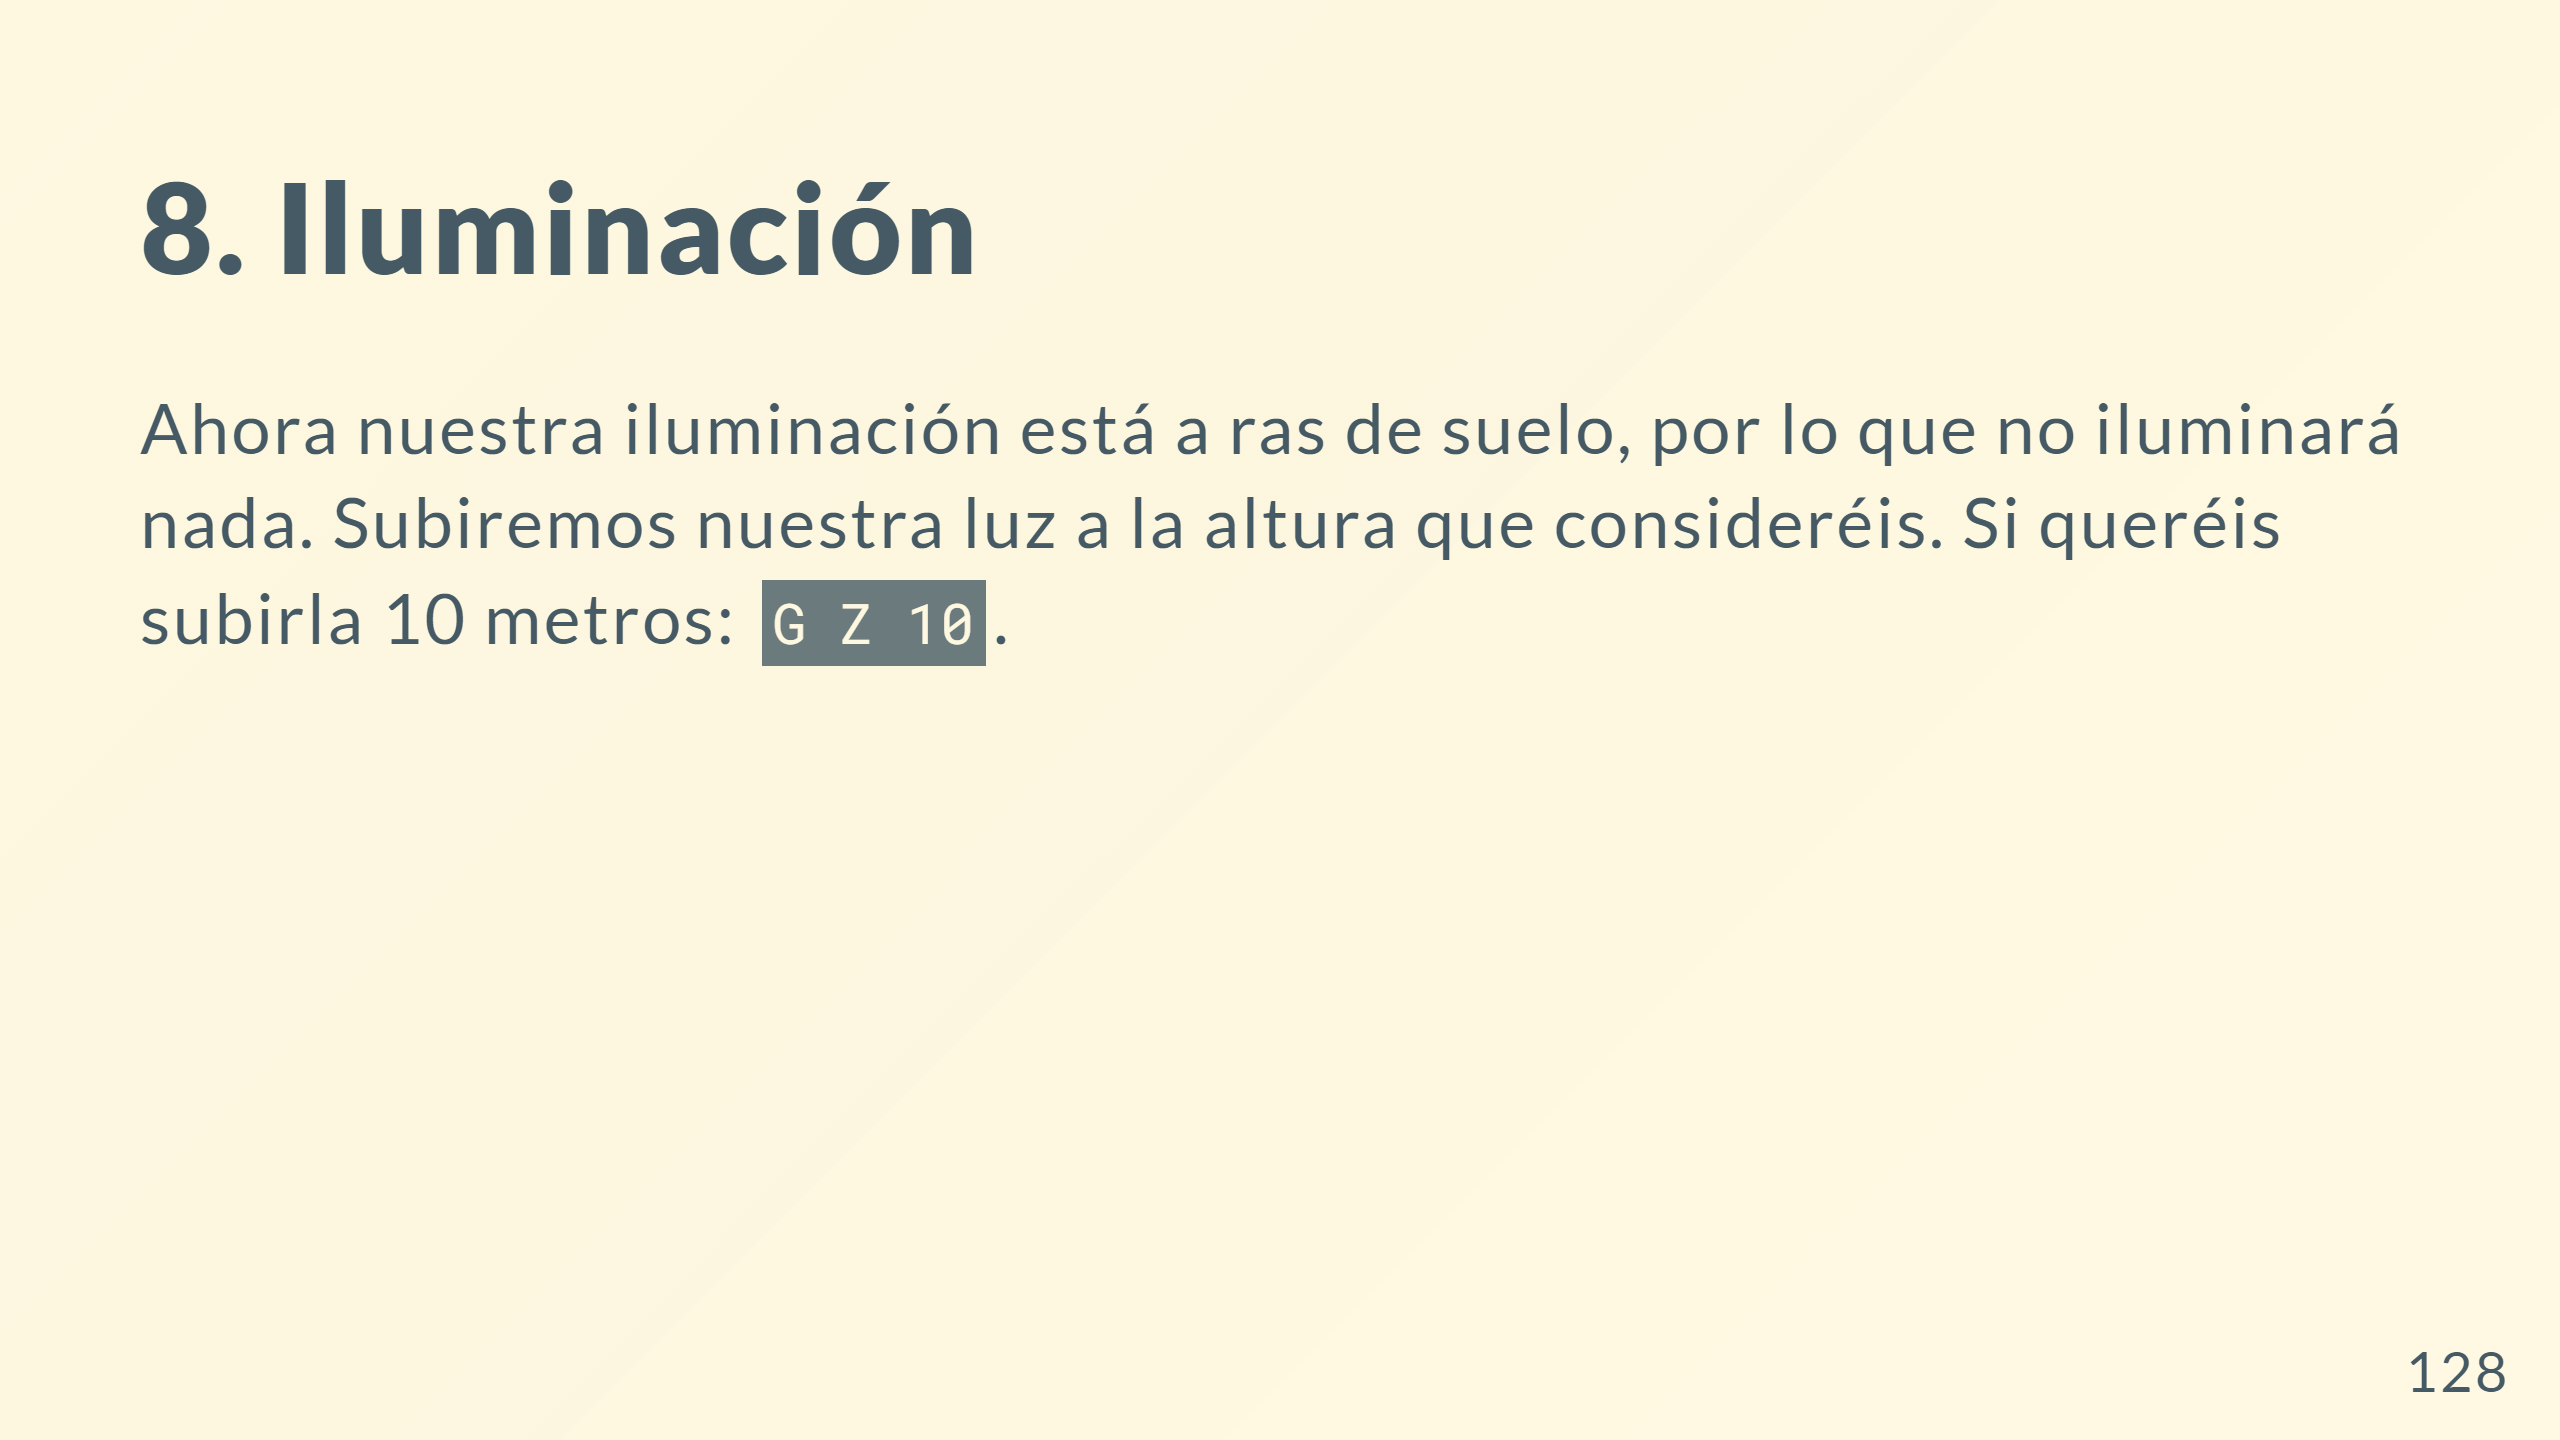 8. Iluminación
Ahora nuestra iluminación está a ras de suelo, por lo que no iluminará
nada. Subiremos nuestra luz a la altura que consideréis. Si queréis
subirla 10 metros: G Z 10.
128